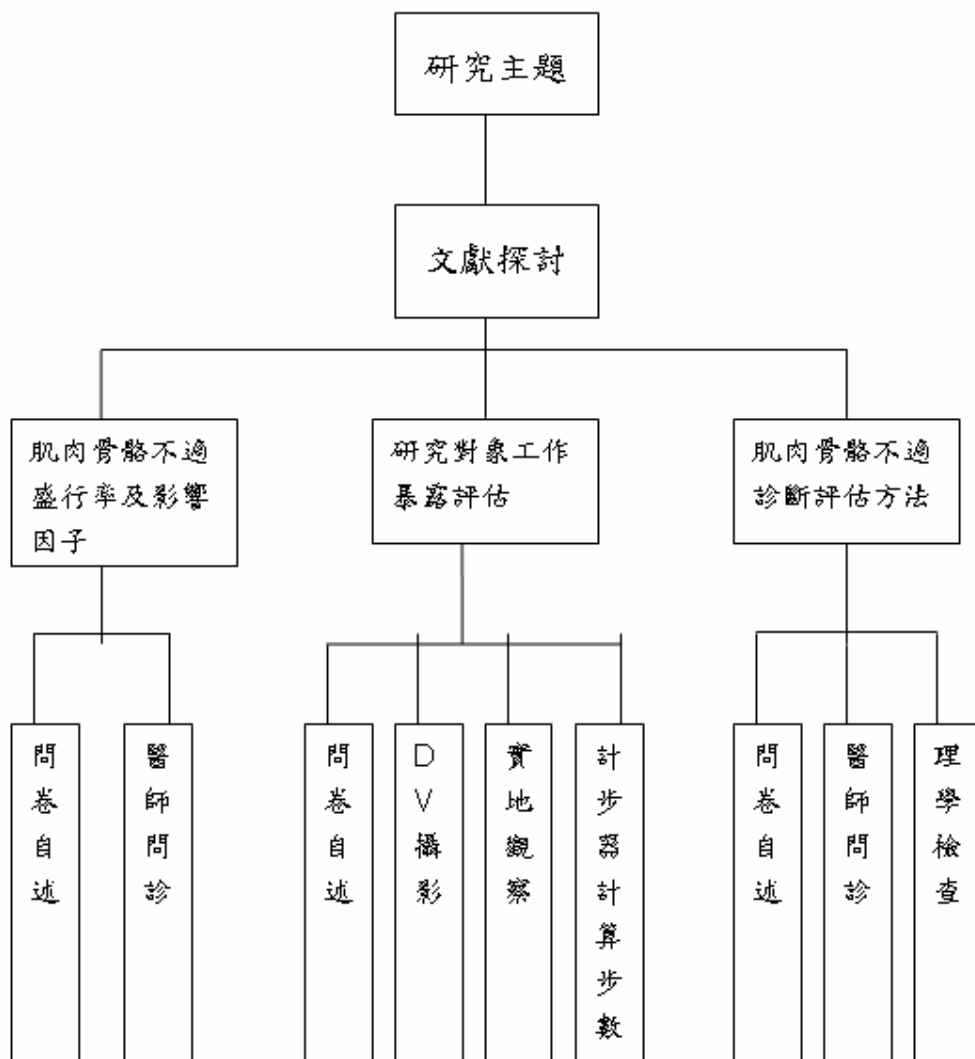 研究主題
文獻探討
肌肉骨骼不適
盛行率及影響
因子
研究對象工作
暴露評估
肌肉骨骼不適
診斷評估方法
問卷自述
醫師問診
問卷自述
DV攝影
實地觀察
計步器計算步數
問卷自述
醫師問診
理學檢查